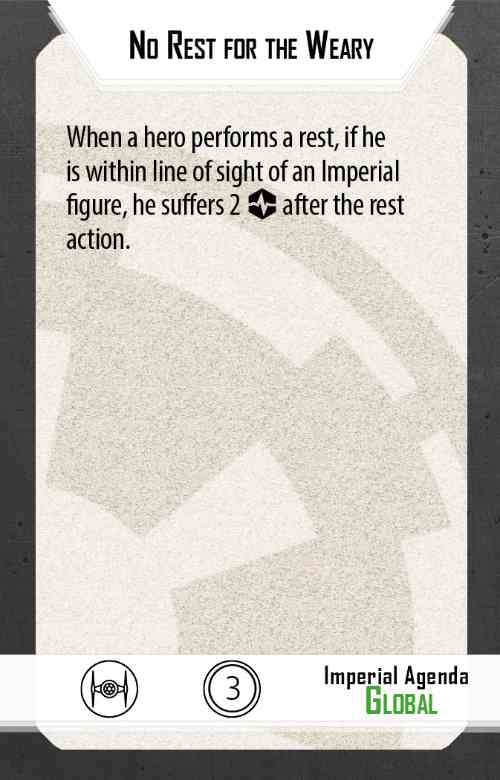 No Rest for the Weary
When a hero performs a rest, if he
is within line of sight of an Imperial
figure, he suffers 2 after the rest
action.
3
Imperial Agenda
Global